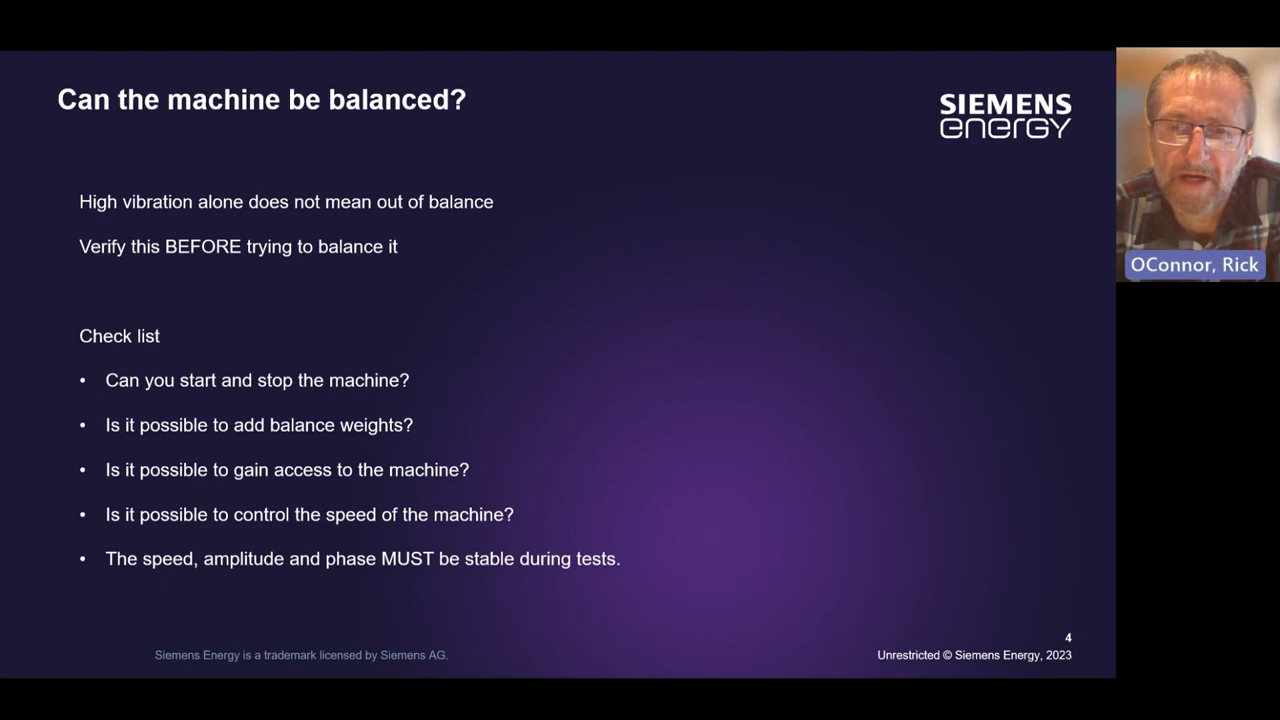 Can the machine be balanced?
SIEMENS
energy
High vibration alone does not mean out of balance
Verify this BEFORE trying to balance it
Check list
• Can you start and stop the machine?
• Is it possible to add balance weights?
• Is it possible to gain access to the machine?
• Is it possible to control the speed of the machine?
• The speed, amplitude and phase MUST be stable during tests.
Siemens Energy is a trademark licensed by Siemens AG.
4
Unrestricted © Siemens Energy, 2023
OConnor, Rick